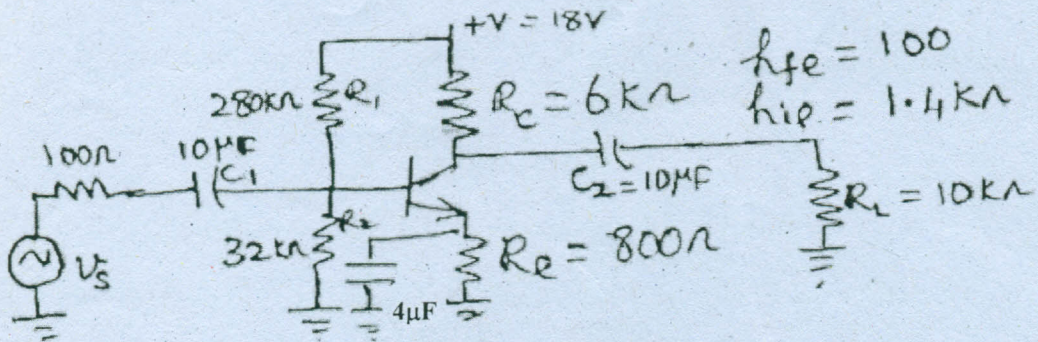 +V = 18V
hfe = 100
280kΩ R1
Rc = 6kΩ
hie = 1.4kΩ
100Ω 10μF
C1
C2=10μF
RL = 10kΩ
R2
32kΩ
Re = 800Ω
Vs
4μF